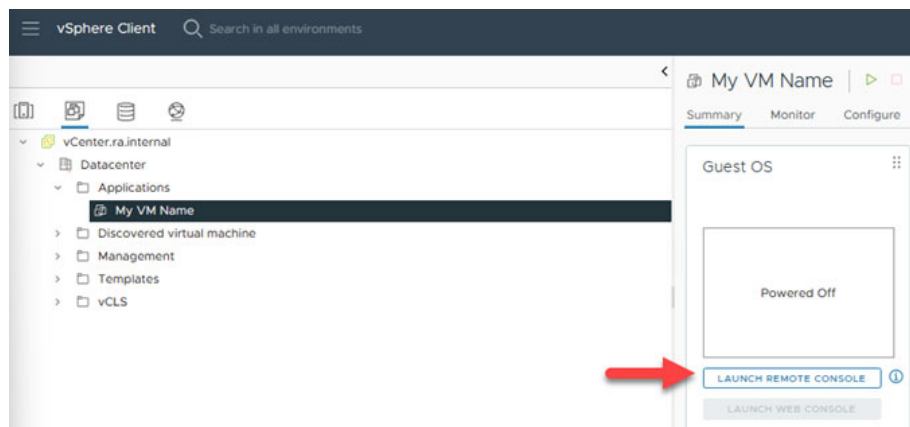 vSphere Client
Search in all environments
My VM Name
Summary Monitor Configure
vCenter.ra.internal
Datacenter
Applications
My VM Name
Discovered virtual machine
Management
Templates
vCLS
Guest OS
Powered Off
LAUNCH REMOTE CONSOLE
LAUNCH WEB CONSOLE